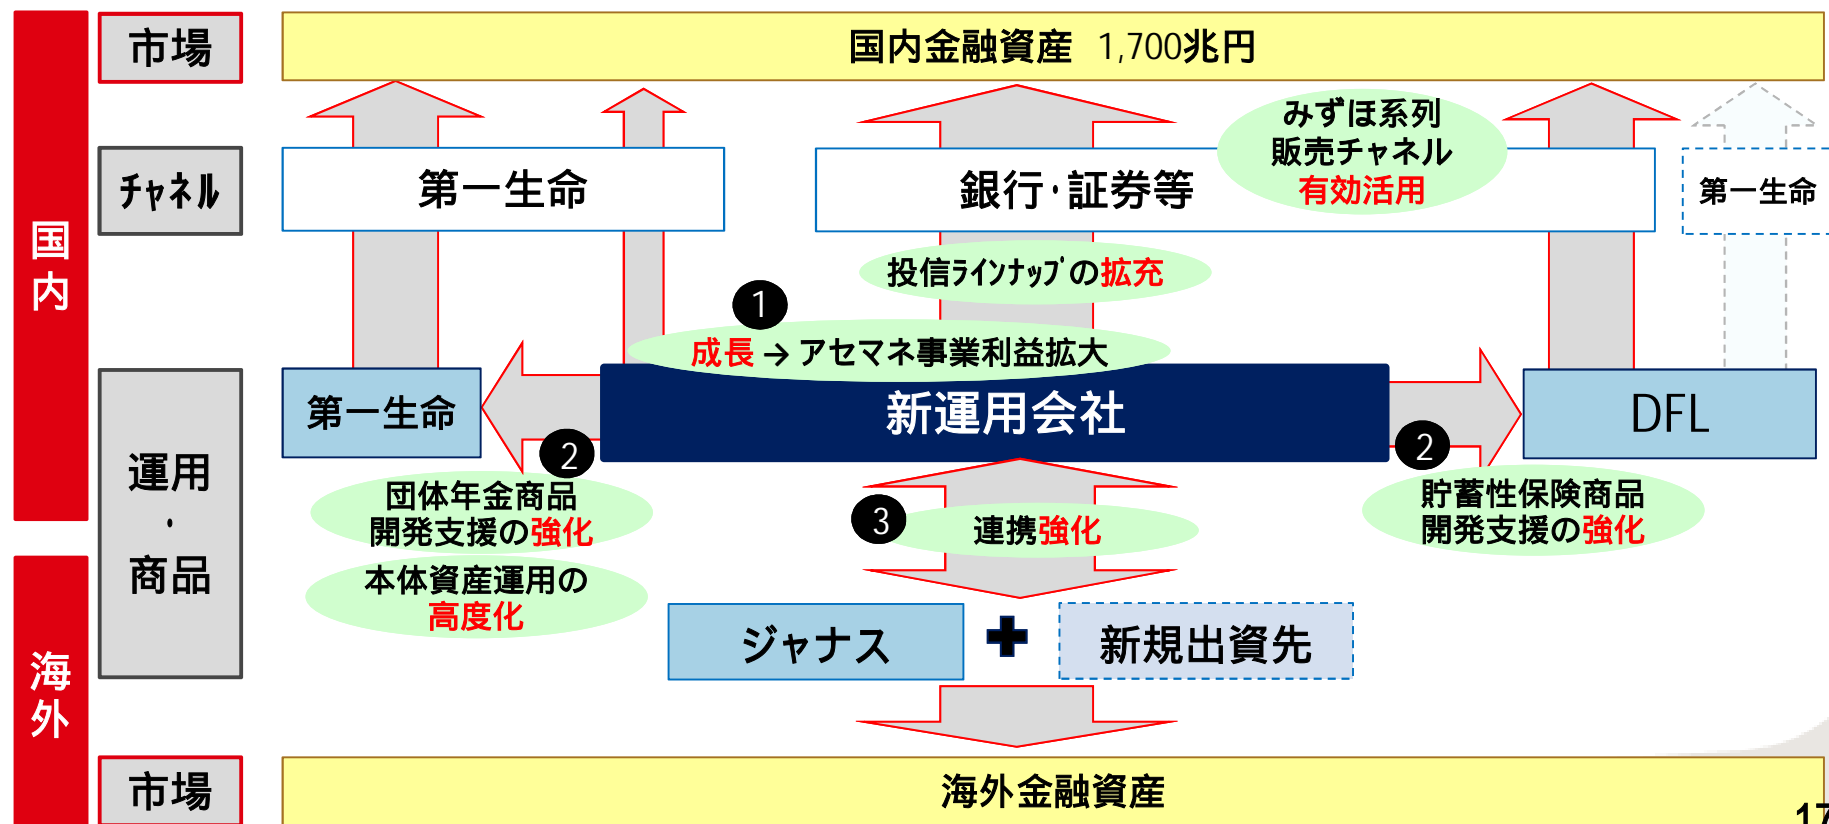 国内
市場
国内金融資産 1,700兆円
チャネル
第一生命
銀行・証券等
みずほ系列
販売チャネル
有効活用
第一生命
投信ラインナップの拡充
1
成長→アセマネ事業利益拡大
運用
・
商品
第一生命
新運用会社
DFL
2
団体年金商品
開発支援の強化
本体資産運用の
高度化
3
連携強化
2
貯蓄性保険商品
開発支援の強化
海外
ジャナス
新規出資先
市場
海外金融資産
17